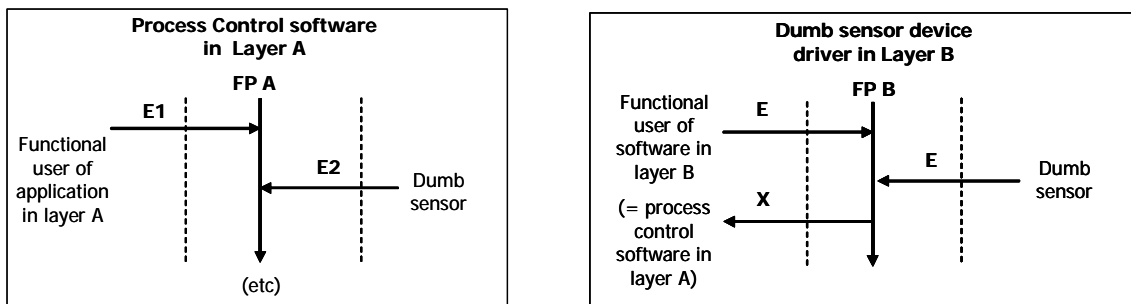 Process Control software
in Layer A
FP A
E1
Functional
user of
application
in layer A
E2
Dumb
sensor
(etc)
Dumb sensor device
driver in Layer B
FP B
Functional
user of
software in
layer B
(= process
control
software in
layer A)
E
E
X
Dumb
sensor